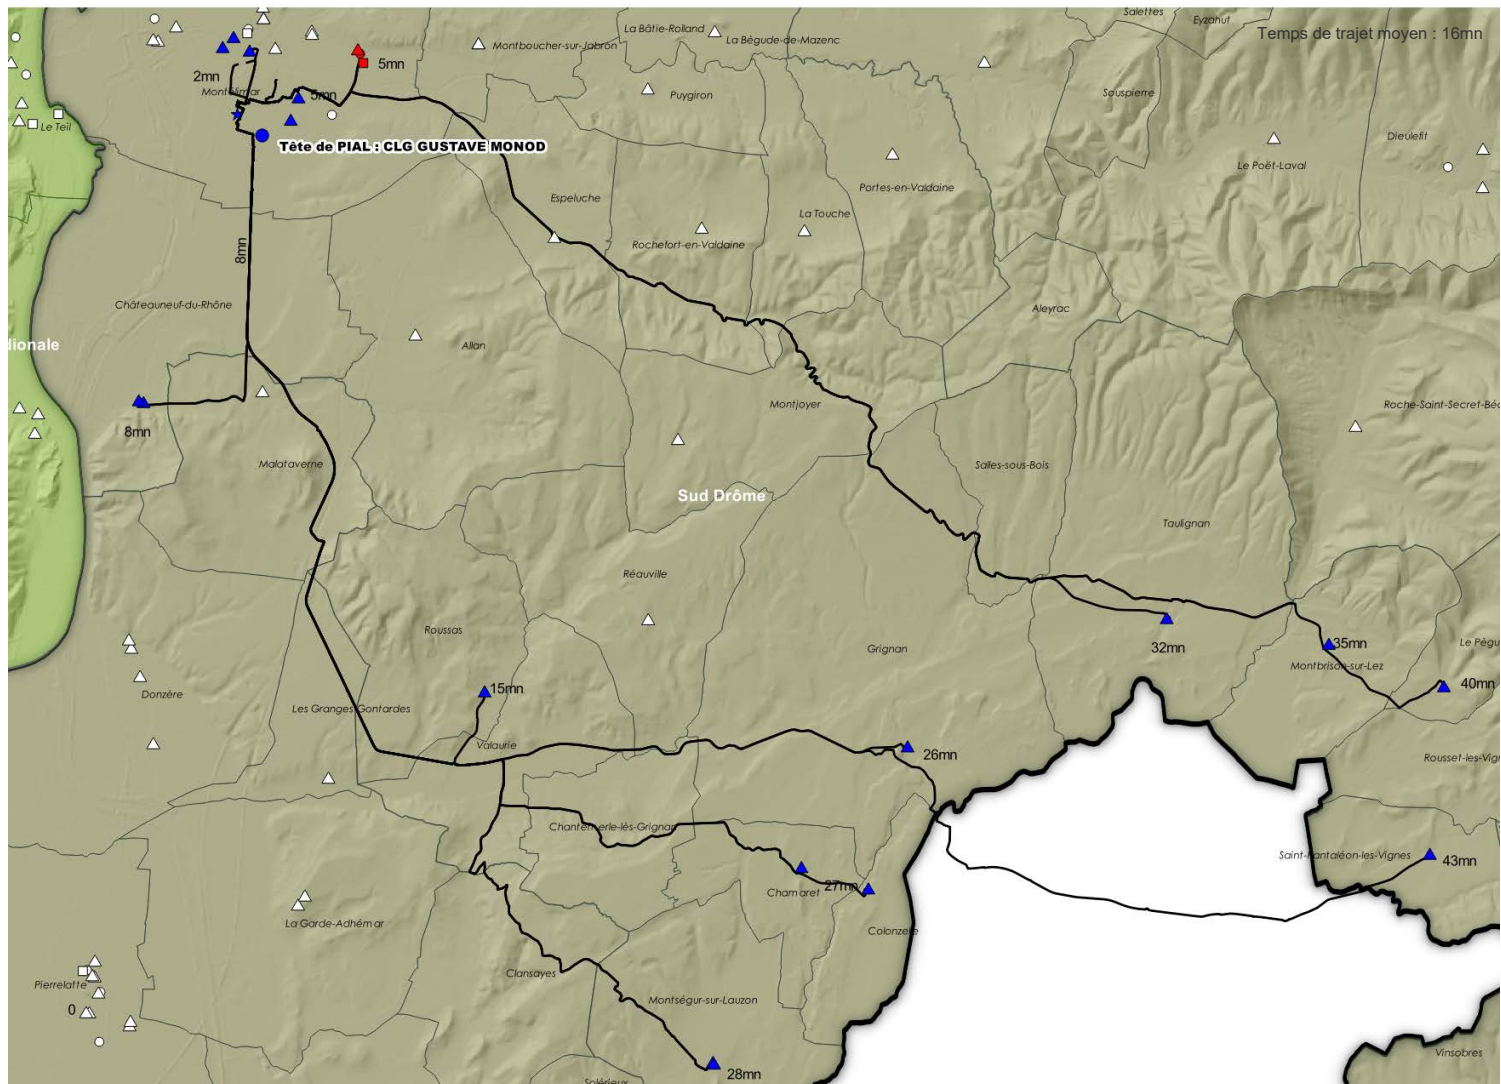 Salettes
Eyzahut
La Bâtie-Rolland
La Bégude-de-Mazenc
Temps de trajet moyen : 16mn
Montboucher-sur-Jabron
5mn
2mn
Montélimar
5mn
Puygiron
Souspierre
Le Teil
Dieulefit
Tête de PIAL : CLG GUSTAVE MONOD
Le Poët-Laval
Portes-en-Valdaine
Espeluche
La Touche
Rochefort-en-Valdaine
8mn
Châteauneuf-du-Rhône
Aleyrac
dionale
Allan
Montjoyer
Roche-Saint-Secret-Béc
8mn
Malataverne
Salles-sous-Bois
Sud Drôme
Taulignan
Réauville
Roussas
Grignan
32mn
35mn
Le Pègu
Montbrison-sur-Lez
40mn
15mn
Donzère
Les Granges Gontardes
Valaurie
26mn
Rousset-les-Vign
Chantemerle-lès-Grignan
Saint-Pantaléon-les-Vignes
43mn
27mn
Chamaret
La Garde-Adhémar
Colonzelle
Clansayes
Pierrelatte
Montségur-sur-Lauzon
0
Vinsobres
28mn
Solérieux